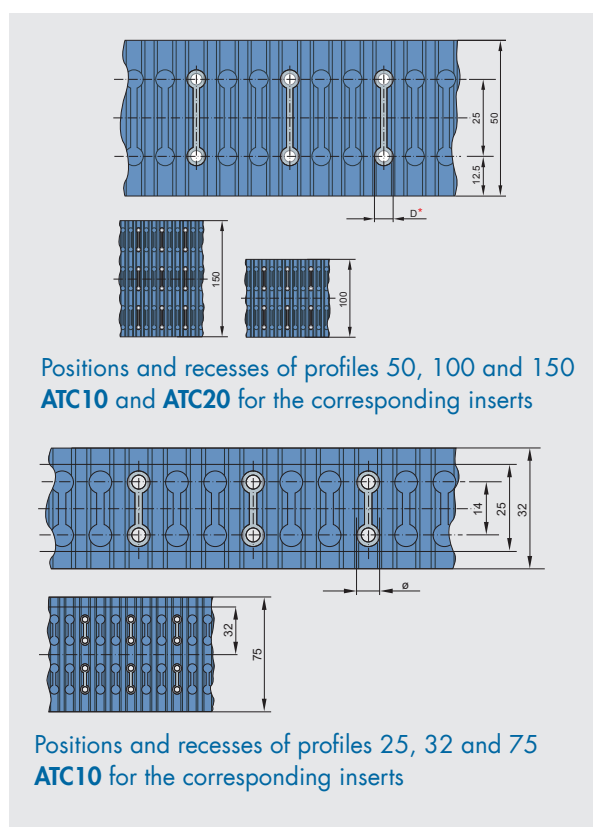 25
50
12.5
D*
150
100
Positions and recesses of profiles 50, 100 and 150
ATC10 and ATC20 for the corresponding inserts
14
25
32
ø
32
75
Positions and recesses of profiles 25, 32 and 75
ATC10 for the corresponding inserts